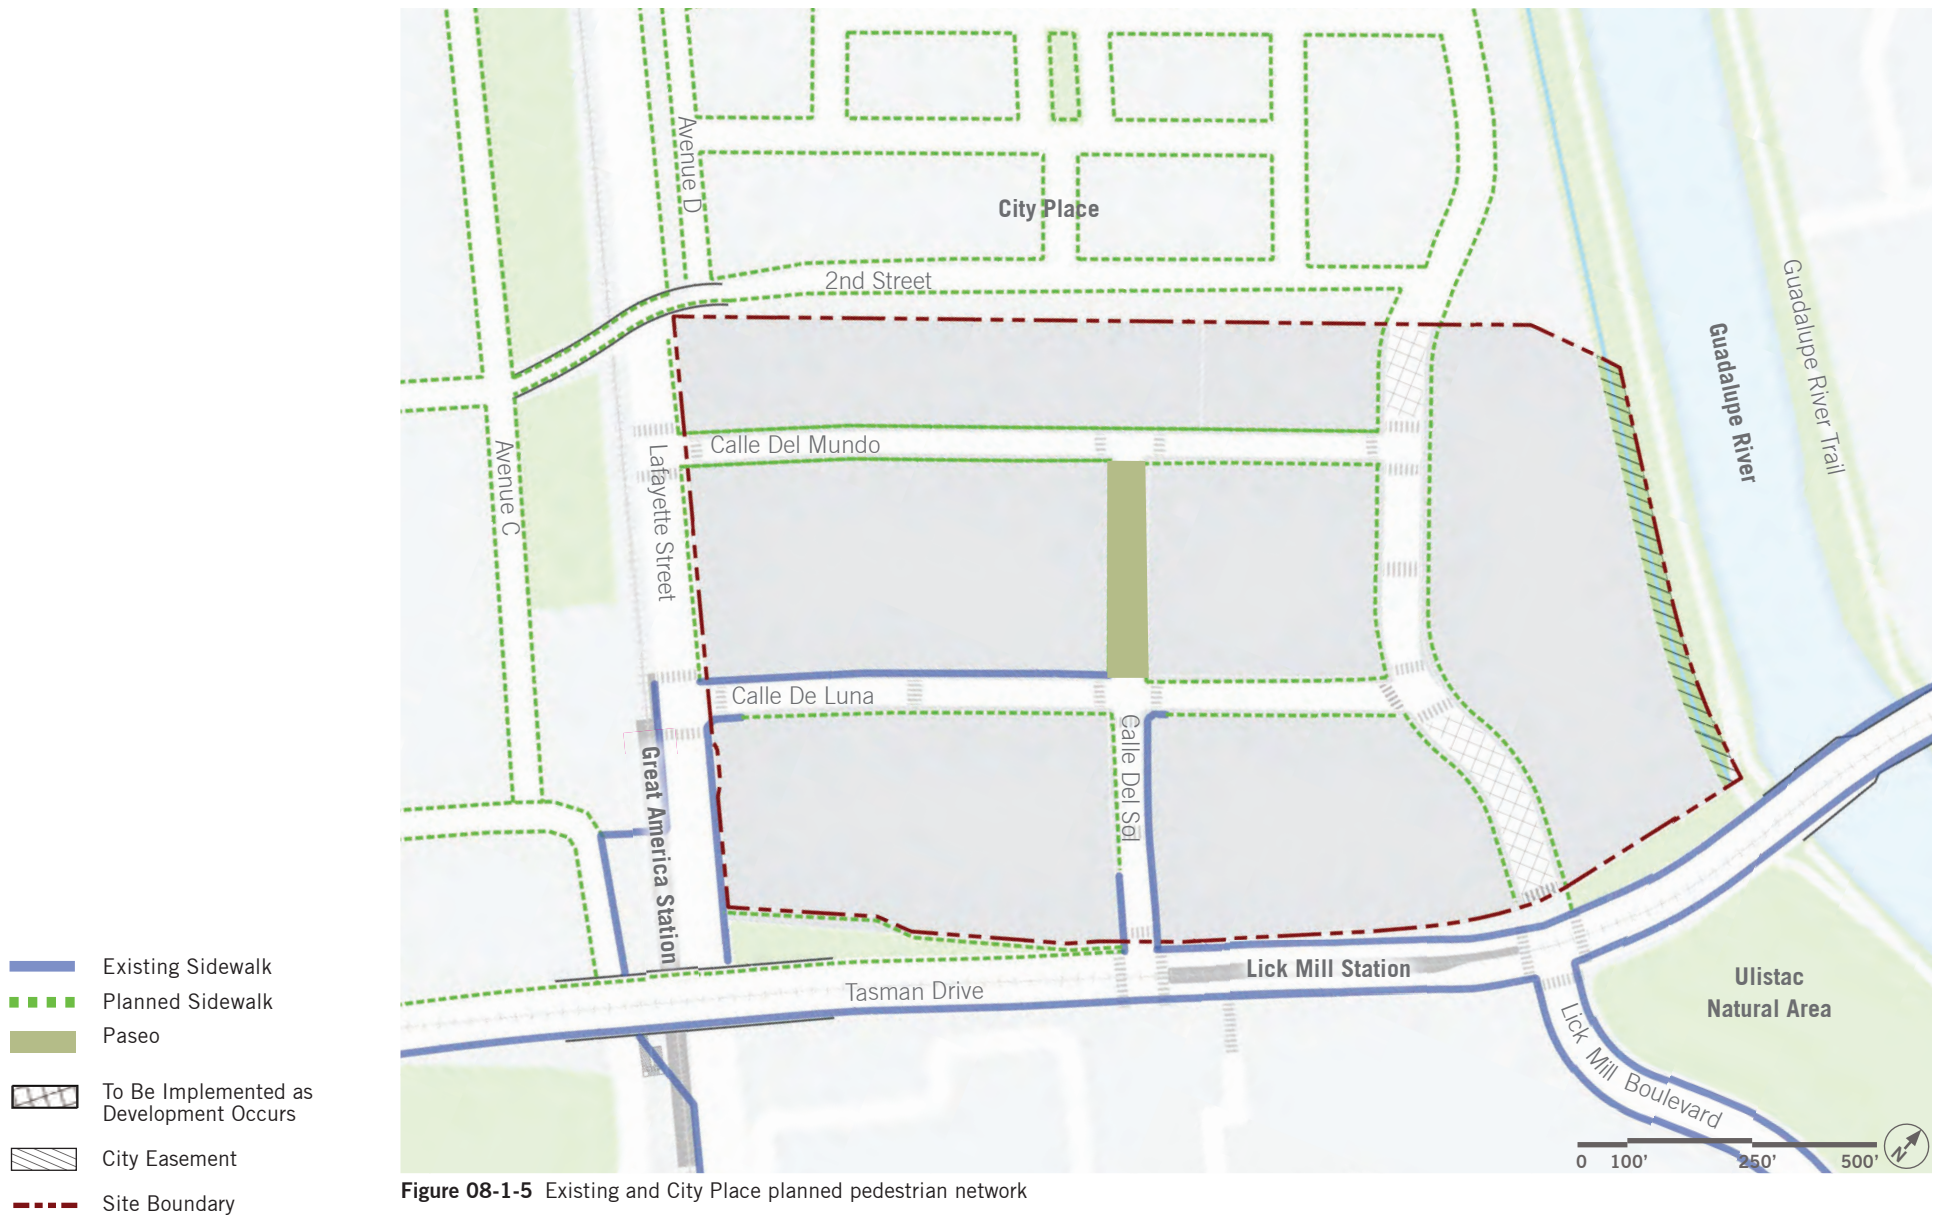 Avenue D
City Place
2nd Street
Guadalupe River Trail
Guadalupe River
Calle Del Mundo
Lafayette Street
Avenue C
Calle De Luna
Calle Del Sol
Great America Station
Lick Mill Station
Tasman Drive
Ulistac
Natural Area
Lick Mill Boulevard
Existing Sidewalk
Planned Sidewalk
Paseo
To Be Implemented as
Development Occurs
City Easement
Site Boundary
0 100' 250' 500'
N
Figure 08-1-5 Existing and City Place planned pedestrian network